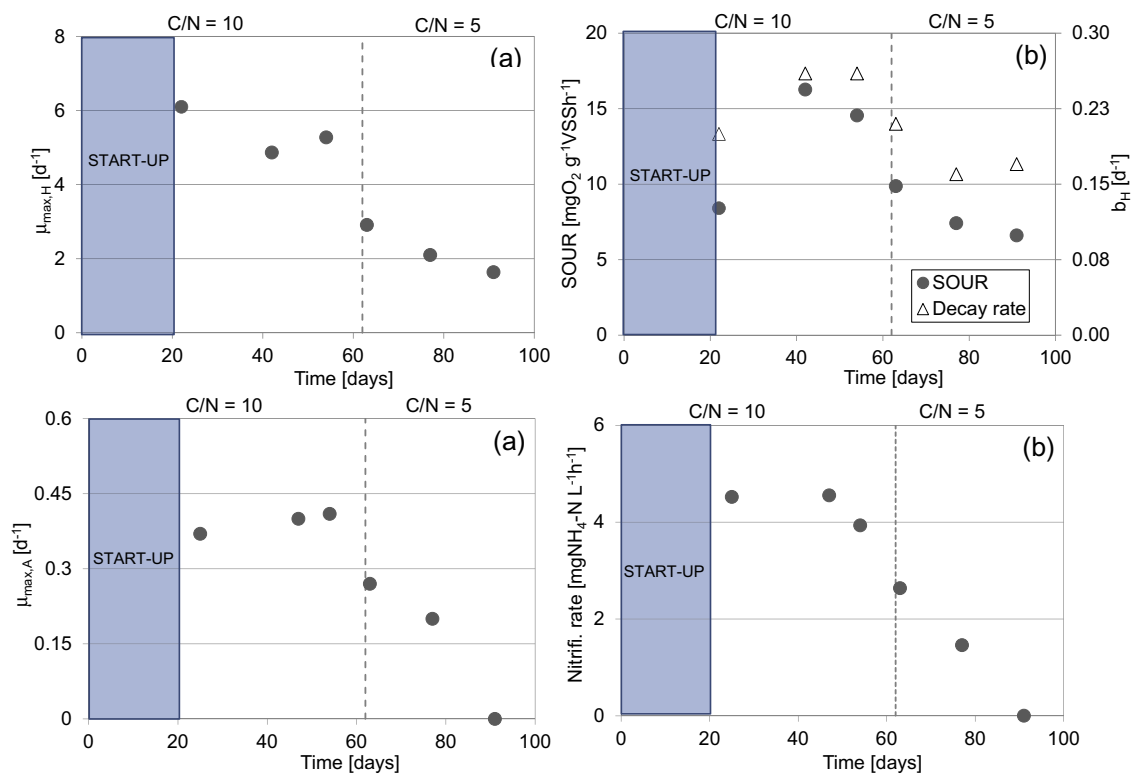 C/N = 10 C/N = 5
(a)
μmax,H [d-1]
8
6
4
2
0
START-UP
0 20 40 60 80 100
Time [days]
C/N = 10 C/N = 5
(b)
SOUR [mgO2 g-1VSSh-1]
20
15
10
5
0
START-UP
0.30
0.23
0.15
0.08
0.00
bH [d-1]
SOUR
Decay rate
0 20 40 60 80 100
Time [days]
C/N = 10 C/N = 5
(a)
μmax,A [d-1]
0.6
0.45
0.3
0.15
0
START-UP
0 20 40 60 80 100
Time [days]
C/N = 10 C/N = 5
(b)
Nitrifi. rate [mgNH4-N L-1h-1]
6
4
2
0
START-UP
0 20 40 60 80 100
Time [days]